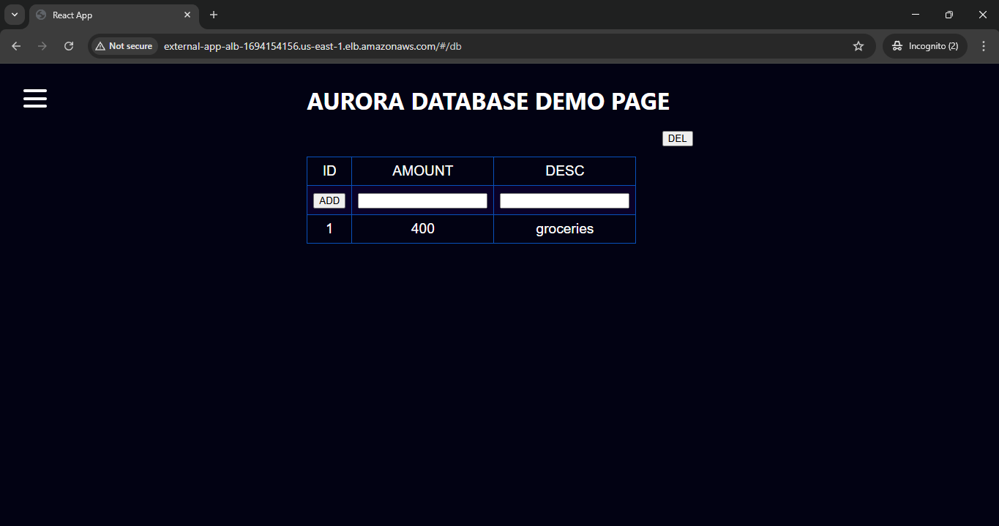 React App
Not secure
external-app-alb-1694154156.us-east-1.elb.amazonaws.com/#/db
Incognito (2)
AURORA DATABASE DEMO PAGE
DEL
ID AMOUNT DESC
ADD
1 400 groceries